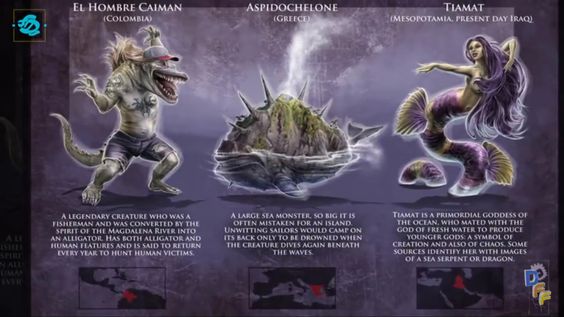 EL HOMBRE CAIMAN
(COLOMBIA)
A LEGENDARY CREATURE WHO WAS A
FISHERMAN AND WAS CONVERTED BY THE
SPIRIT OF THE MAGDALENA RIVER INTO
AN ALLIGATOR. HAS BOTH ALLIGATOR AND
HUMAN FEATURES AND IS SAID TO RETURN
EVERY YEAR TO HUNT HUMAN VICTIMS.
ASPIDOCHELONE
(GREECE)
A LARGE SEA MONSTER, SO BIG IT IS
OFTEN MISTAKEN FOR AN ISLAND.
UNWITTING SAILORS WOULD CAMP ON
ITS BACK ONLY TO BE DROWNED WHEN
THE CREATURE DIVES AGAIN BENEATH
THE WAVES.
TIAMAT
(MESOPOTAMIA, PRESENT DAY IRAQ)
TIAMAT IS A PRIMORDIAL GODDESS OF
THE OCEAN, WHO MATED WITH THE
GOD OF FRESH WATER TO PRODUCE
YOUNGER GODS; A SYMBOL OF
CREATION AND ALSO OF CHAOS. SOME
SOURCES IDENTIFY HER WITH IMAGES
OF A SEA SERPENT OR DRAGON.